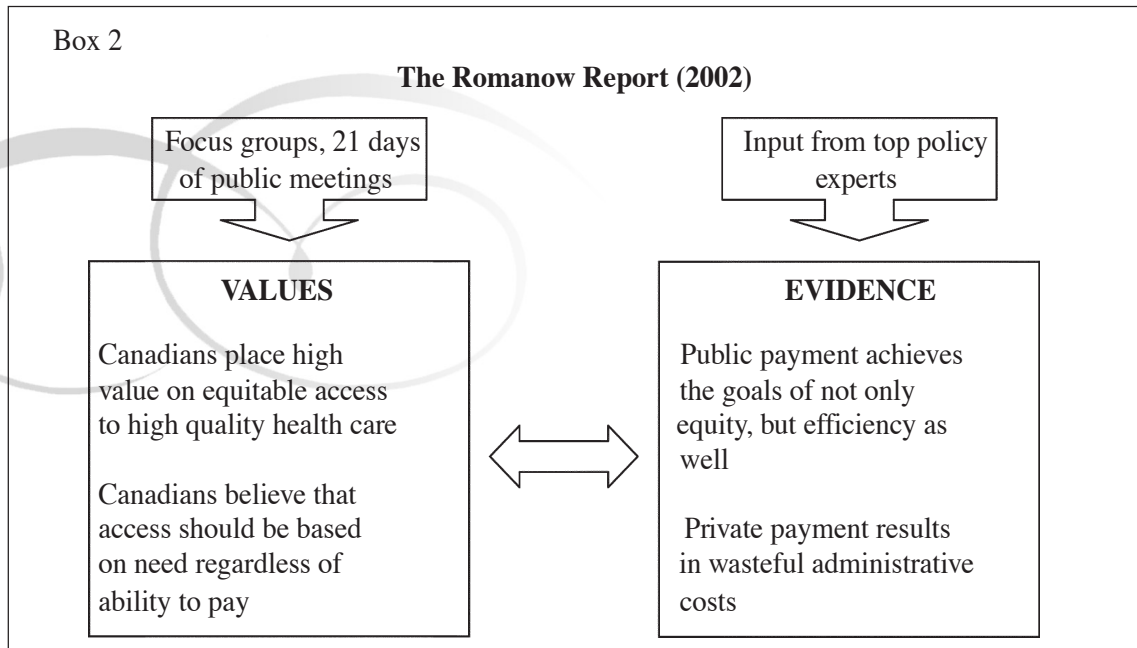 Box 2
The Romanow Report (2002)
Focus groups, 21 days
of public meetings
Input from top policy
experts
VALUES
Canadians place high
value on equitable access
to high quality health care
Canadians believe that
access should be based
on need regardless of
ability to pay
EVIDENCE
Public payment achieves
the goals of not only
equity, but efficiency as
well
Private payment results
in wasteful administrative
costs